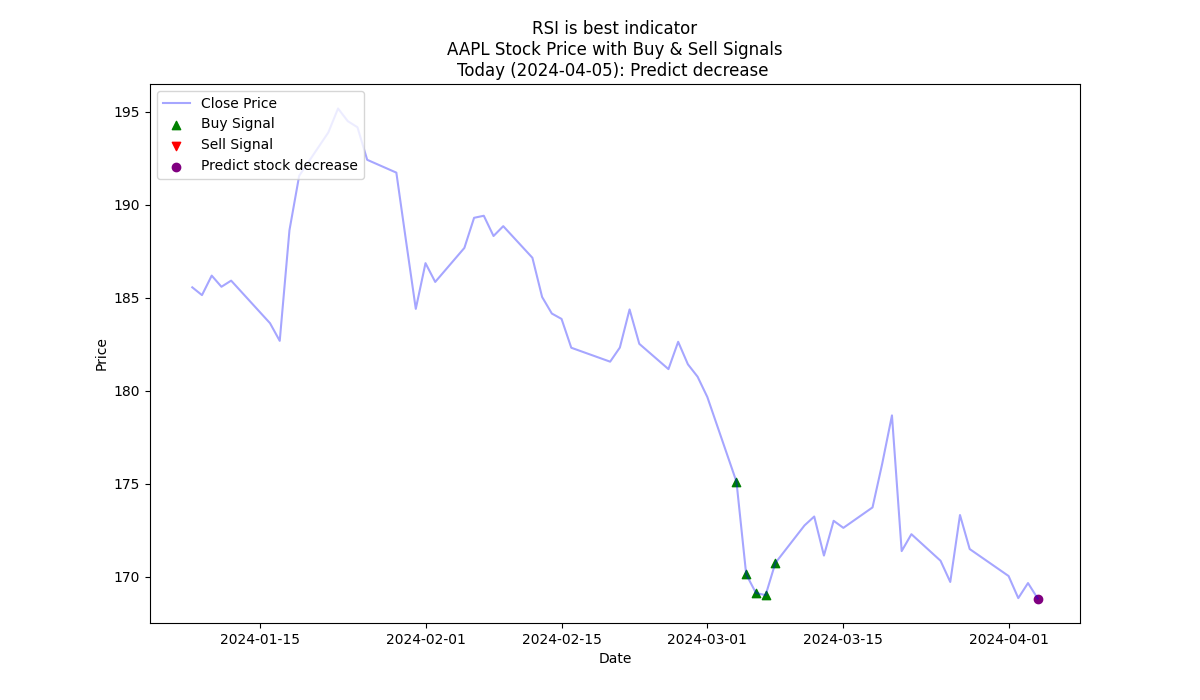 RSI is best indicator
AAPL Stock Price with Buy & Sell Signals
Today (2024-04-05): Predict decrease
Close Price
Buy Signal
Sell Signal
Predict stock decrease
195
190
185
180
175
170
Price
2024-01-15
2024-02-01
2024-02-15
2024-03-01
2024-03-15
2024-04-01
Date